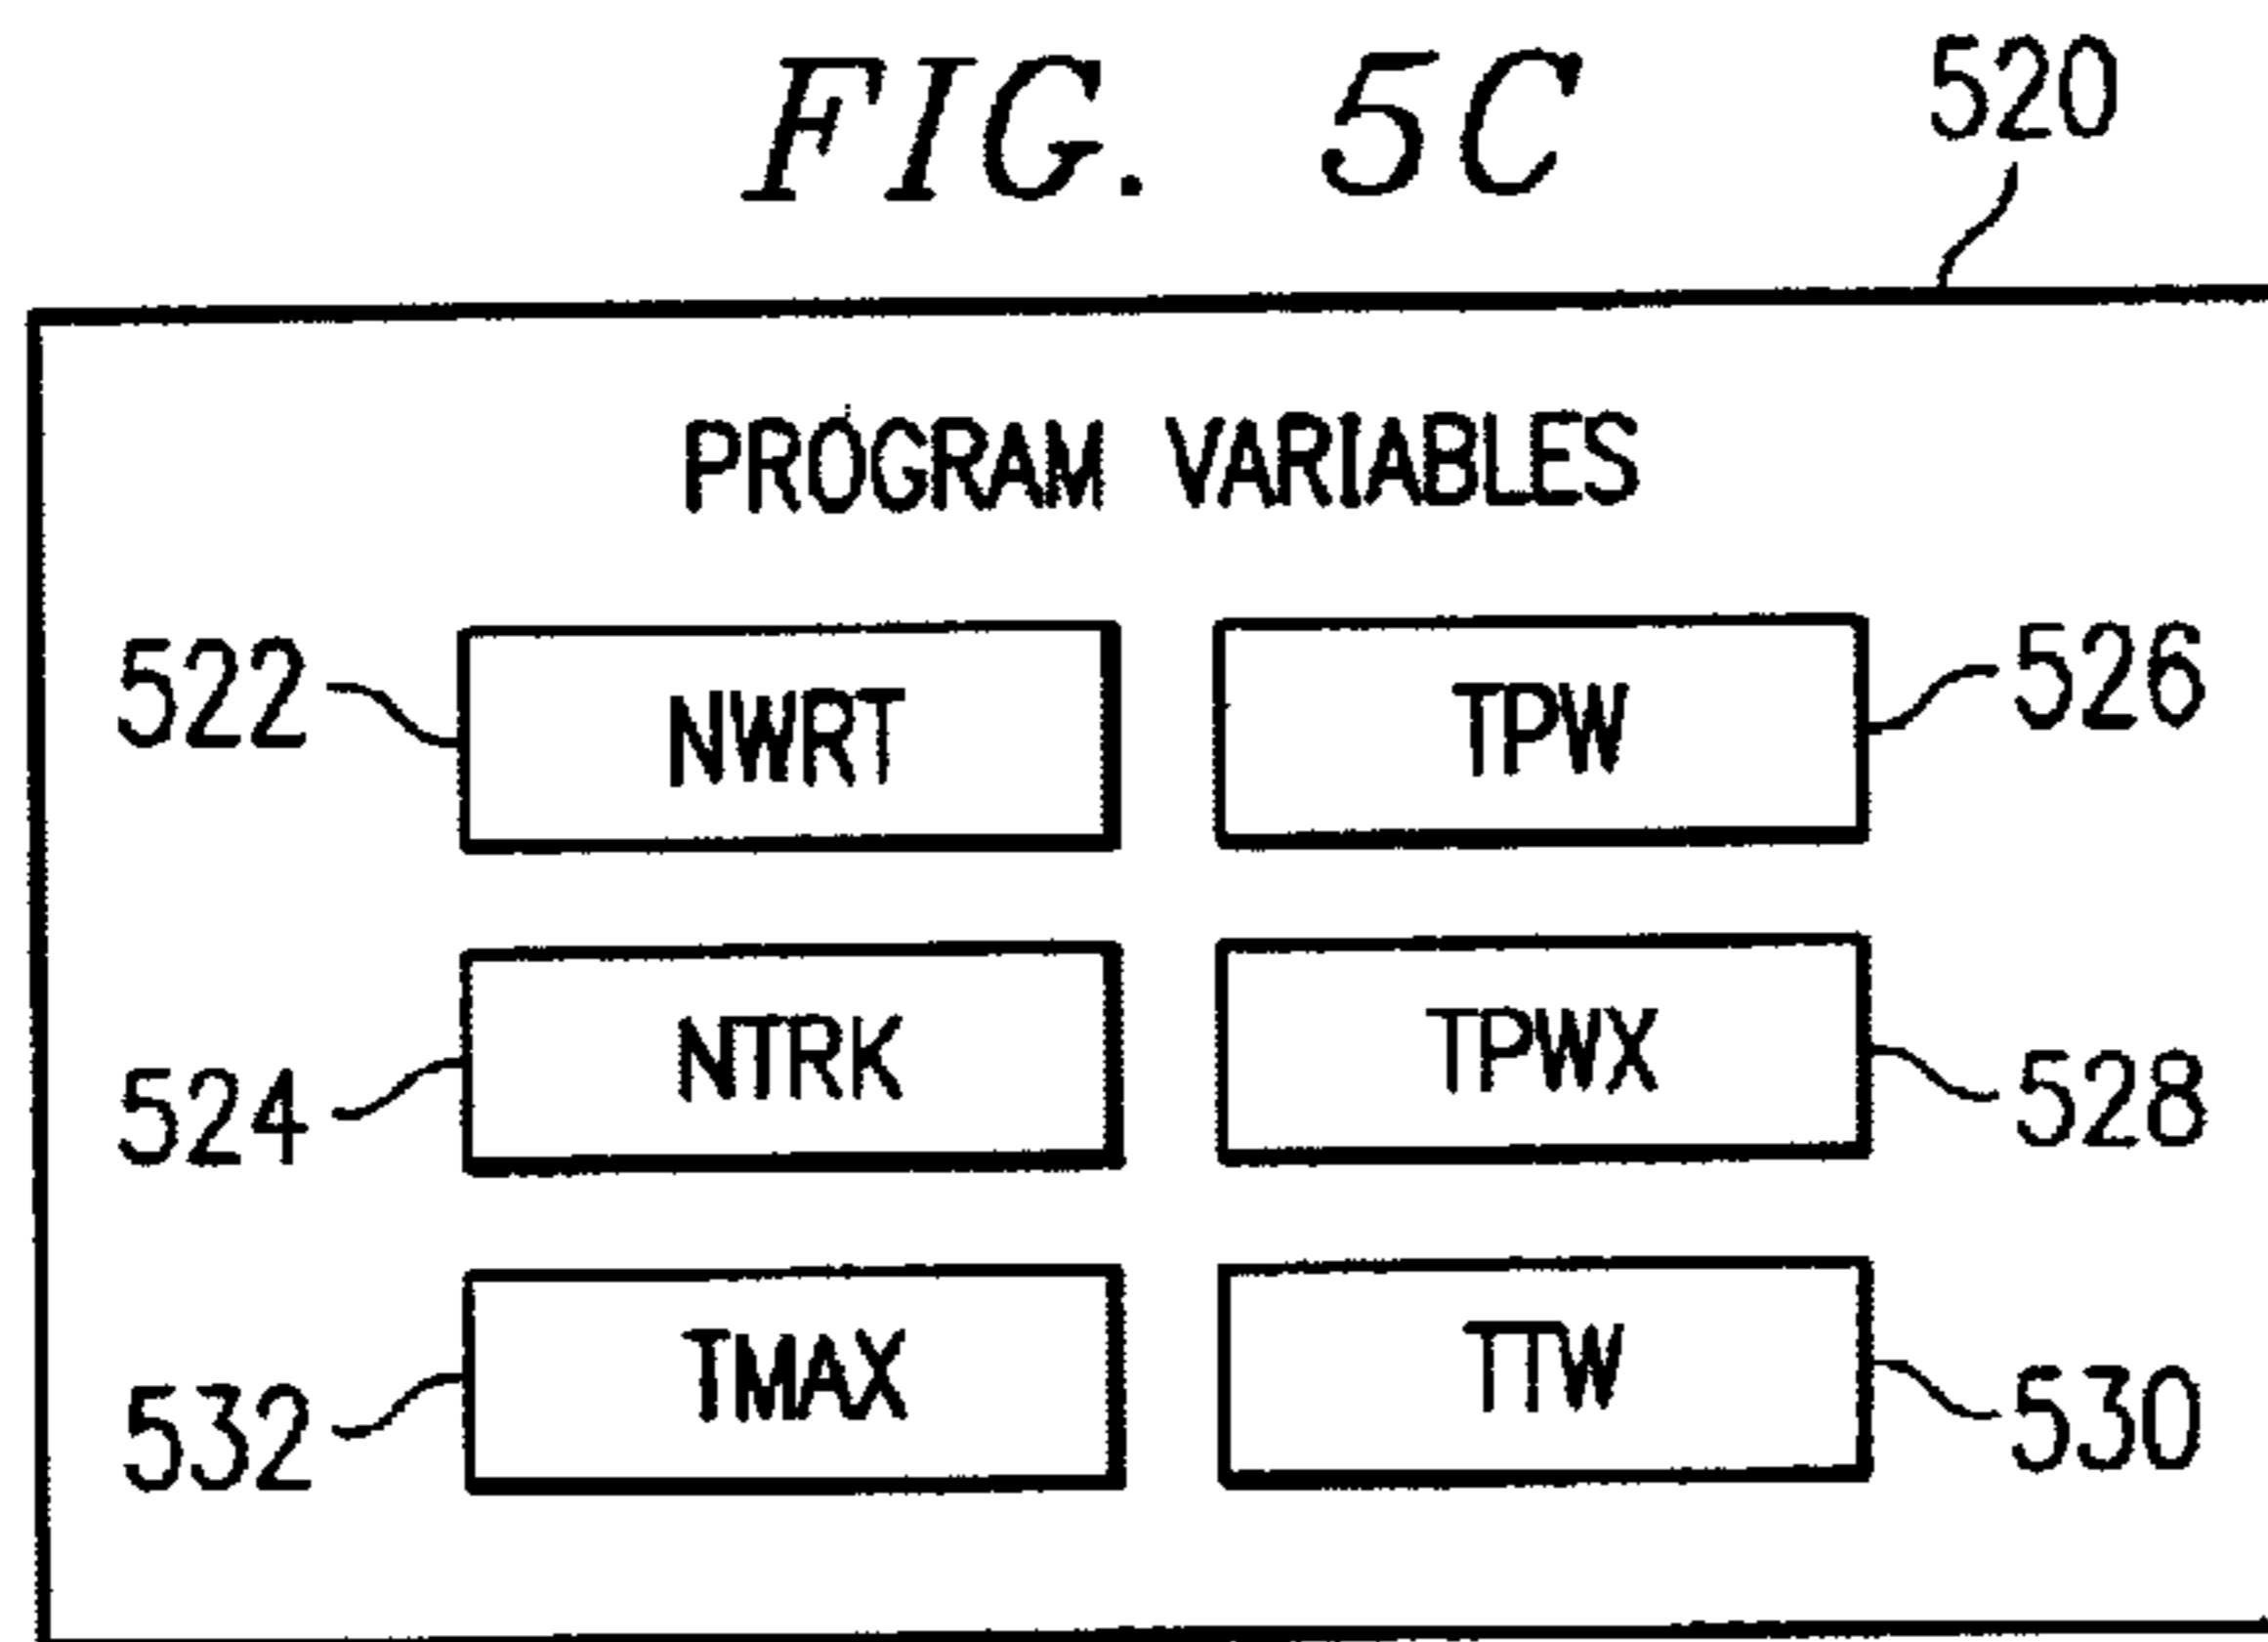 FIG. 5C
520
PROGRAM VARIABLES
522 NWRT TPW 526
524 NTRK TPWX 528
532 TMAX TTW 530